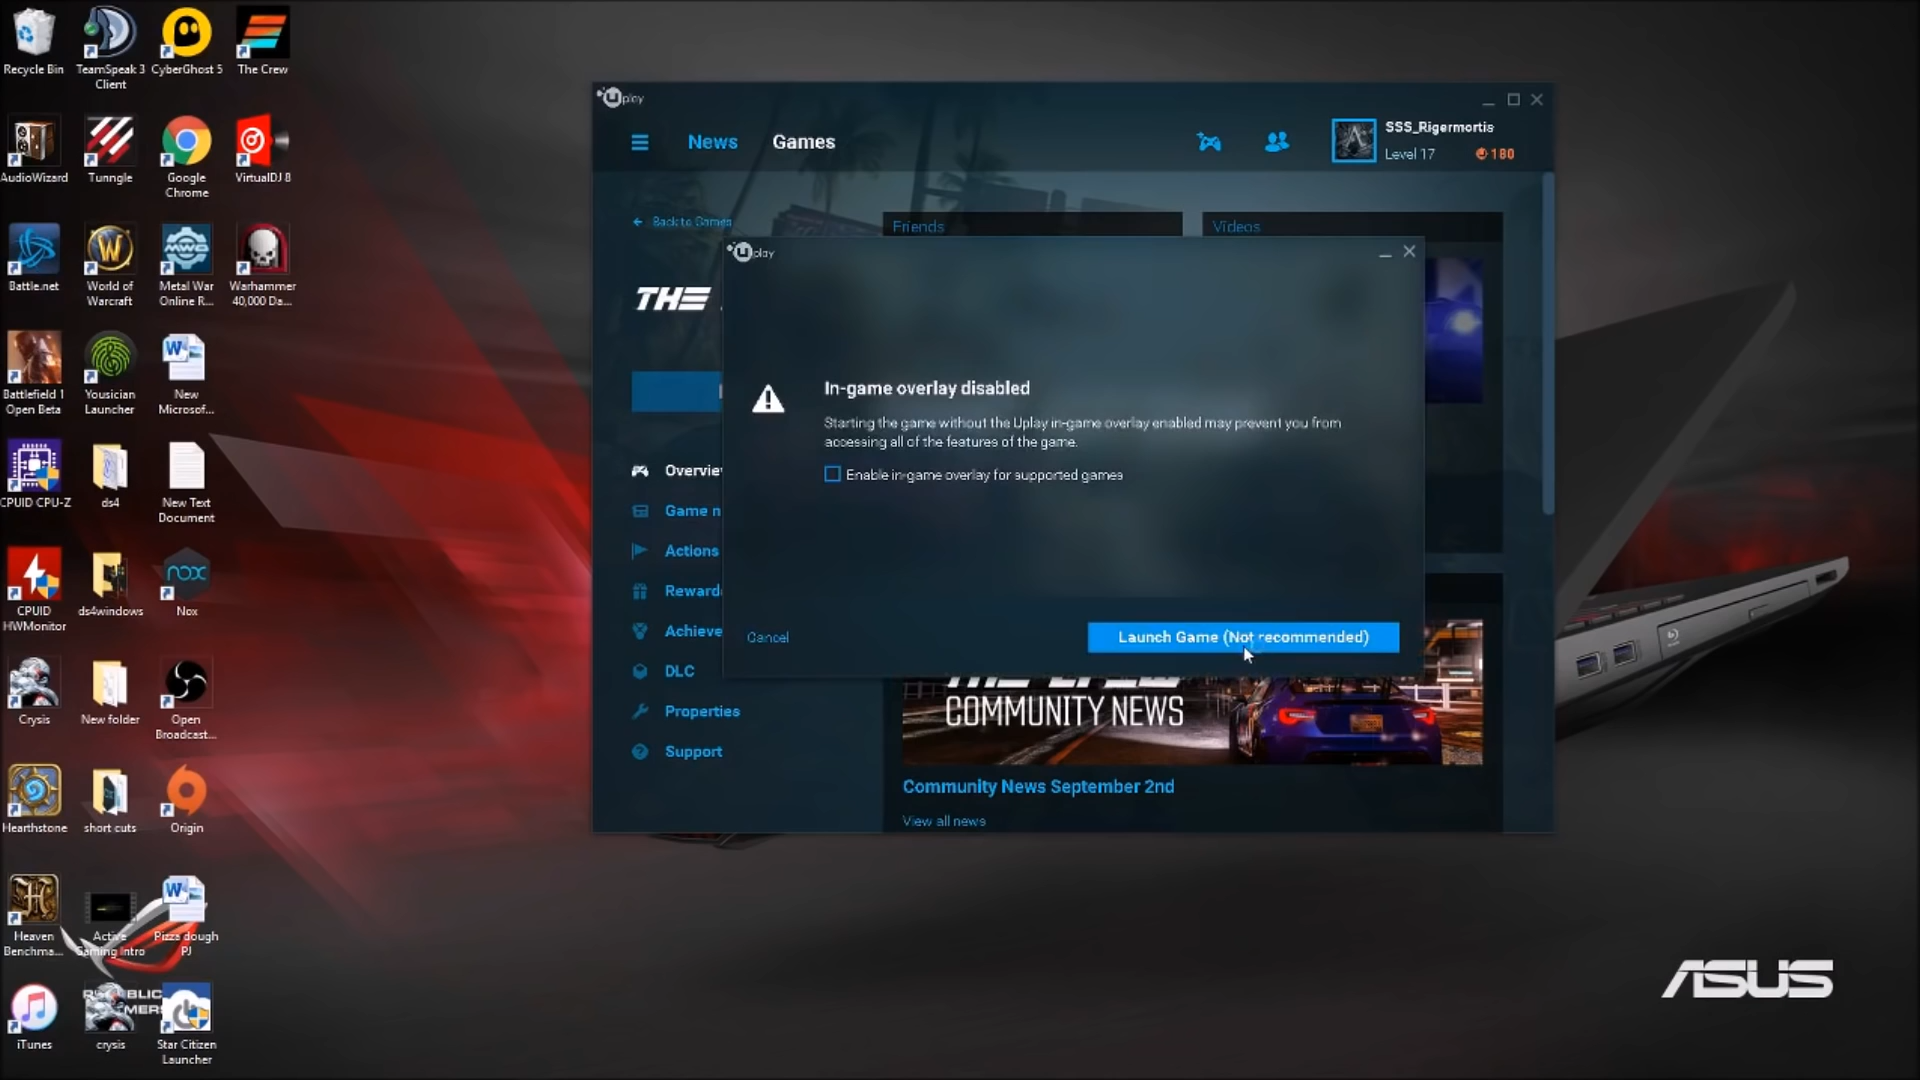 Recycle Bin
TeamSpeak 3
Client
CyberGhost 5
The Crew
AudioWizard
Tunngle
Google
Chrome
VirtualDJ 8
Battle.net
World of
Warcraft
Metal War
Online R...
Warhammer
40,000 Da...
Battlefield 1
Open Beta
Yousician
Launcher
New
Microsof...
CPUID CPU-Z
ds4
New Text
Document
CPUID
HWMonitor
ds4windows
nox
Nox
Crysis
New folder
Open
Broadcast...
Hearthstone
short cuts
Origin
Heaven
Benchma...
Active
Gaming Intro
Pizza dough
PJ
iTunes
crysis
Star Citizen
Launcher
Uplay
News
Games
SSS_Rigermortis
Level 17
180
Back to Games
Friends
Videos
THE
Overvie
Game n
Actions
Reward
Achieve
DLC
Properties
Support
Uplay
In-game overlay disabled
Starting the game without the Uplay in-game overlay enabled may prevent you from
accessing all of the features of the game.
Enable in-game overlay for supported games
Cancel
Launch Game (Not recommended)
COMMUNITY NEWS
Community News September 2nd
View all news
ASUS